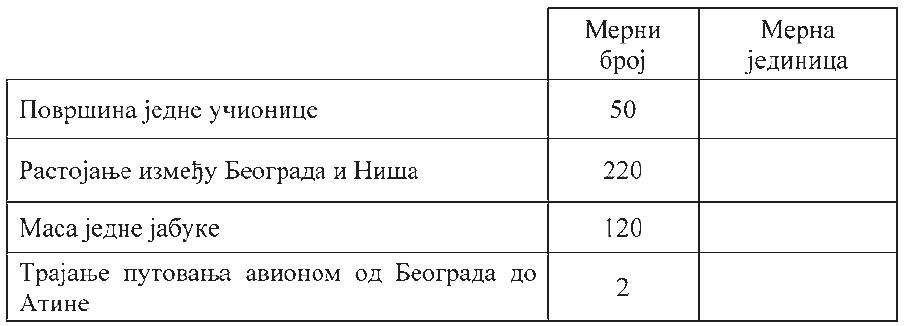 Мерни број
Мерна јединица
Површина једне учионице 50
Растојање између Београда и Ниша 220
Маса једне јабуке 120
Трајање путовања авионом од Београда до
Атине 2